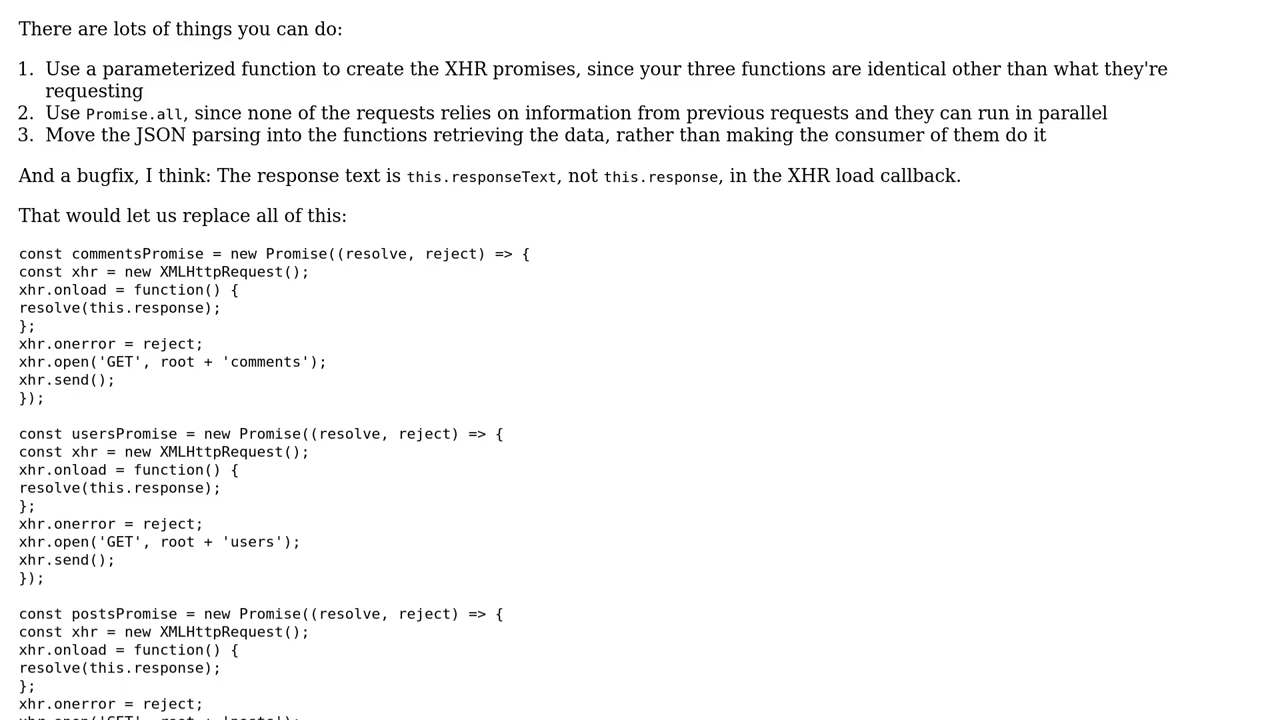 There are lots of things you can do:
1. Use a parameterized function to create the XHR promises, since your three functions are identical other than what they're
requesting
2. Use Promise.all, since none of the requests relies on information from previous requests and they can run in parallel
3. Move the JSON parsing into the functions retrieving the data, rather than making the consumer of them do it
And a bugfix, I think: The response text is this.responseText, not this.response, in the XHR load callback.
That would let us replace all of this:
const commentsPromise = new Promise((resolve, reject) => {
const xhr = new XMLHttpRequest();
xhr.onload = function() {
resolve(this.response);
};
xhr.onerror = reject;
xhr.open('GET', root + 'comments');
xhr.send();
});
const usersPromise = new Promise((resolve, reject) => {
const xhr = new XMLHttpRequest();
xhr.onload = function() {
resolve(this.response);
};
xhr.onerror = reject;
xhr.open('GET', root + 'users');
xhr.send();
});
const postsPromise = new Promise((resolve, reject) => {
const xhr = new XMLHttpRequest();
xhr.onload = function() {
resolve(this.response);
};
xhr.onerror = reject;
xhr.open('GET', root + 'posts');